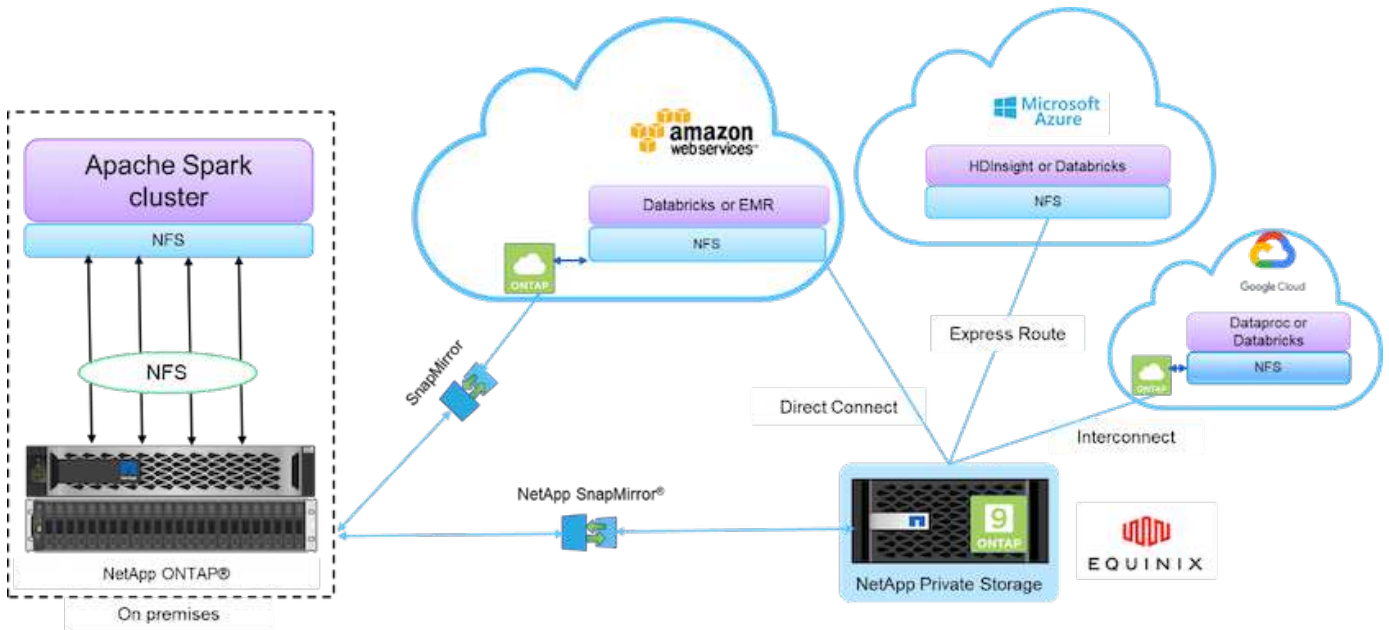 Apache Spark
cluster
NFS
NFS
NetApp ONTAP®
On premises
amazon
webservices™
Databricks or EMR
NFS
ONTAP
SnapMirror
NetApp SnapMirror®
Microsoft
Azure
HDInsight or Databricks
NFS
Express Route
Direct Connect
Google Cloud
Dataproc or
Databricks
NFS
ONTAP
Interconnect
9
ONTAP
NetApp Private Storage
EQUINIX